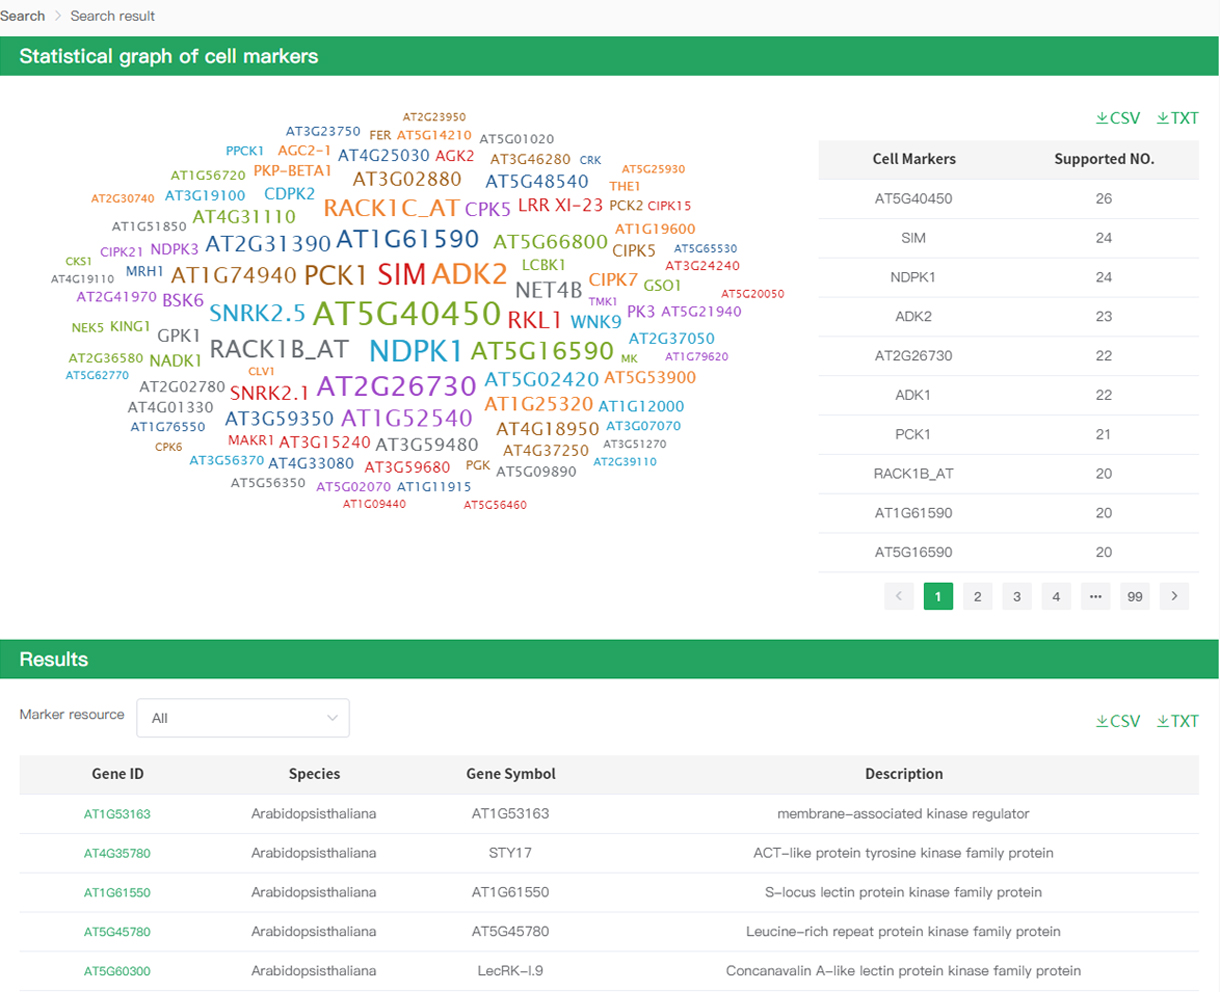 Search > Search result
Statistical graph of cell markers
CSV TXT
AT2G23950
AT3G23750 FER AT5G14210 AT5G01020
PPCK1 AGC2-1 AT4G25030 AGK2 AT3G46280 CRK
AT1G56720 PKP-BETA1 AT3G02880 AT5G48540 AT5G25930
THE1
AT2G30740 AT3G19100 CDPK2 RACK1C_AT CPK5 LRR XI-23 PCK2 CIPK15
AT1G51850 AT4G31110 AT1G19600
CIPK21 NDPK3 AT2G31390 AT1G61590 AT5G66800 CIPK5 AT5G65530
CKS1 MRH1 LCBK1 AT3G24240
AT4G19110 AT1G74940 PCK1 SIM ADK2 NET4B CIPK7 GSO1
AT2G41970 BSK6 TMK1 AT5G20050
SNRK2.5 AT5G40450 RKL1 WNK9 PK3 AT5G21940
NEK5 KING1 GPK1 AT2G37050
AT2G36580 NADK1 RACK1B_AT NDPK1 AT5G16590 MK AT1G79620
AT5G62770 CLV1
AT2G02780 SNRK2.1 AT2G26730 AT5G02420 AT5G53900
AT4G01330 AT3G59350 AT1G52540 AT1G25320 AT1G12000
AT1G76550 AT4G18950 AT3G07070
CPK6 MAKR1 AT3G15240 AT3G59480 AT4G37250 AT3G51270
AT3G56370 AT4G33080 AT3G59680 PGK AT5G09890 AT2G39110
AT5G56350 AT5G02070 AT1G11915
AT1G09440 AT5G56460
Cell Markers Supported NO.
AT5G40450 26
SIM 24
NDPK1 24
ADK2 23
AT2G26730 22
ADK1 22
PCK1 21
RACK1B_AT 20
AT1G61590 20
AT5G16590 20
< 1 2 3 4 ••• 99 >
Results
Marker resource All
CSV TXT
Gene ID Species Gene Symbol Description
AT1G53163 Arabidopsisthaliana AT1G53163 membrane-associated kinase regulator
AT4G35780 Arabidopsisthaliana STY17 ACT-like protein tyrosine kinase family protein
AT1G61550 Arabidopsisthaliana AT1G61550 S-locus lectin protein kinase family protein
AT5G45780 Arabidopsisthaliana AT5G45780 Leucine-rich repeat protein kinase family protein
AT5G60300 Arabidopsisthaliana LecRK-I.9 Concanavalin A-like lectin protein kinase family protein